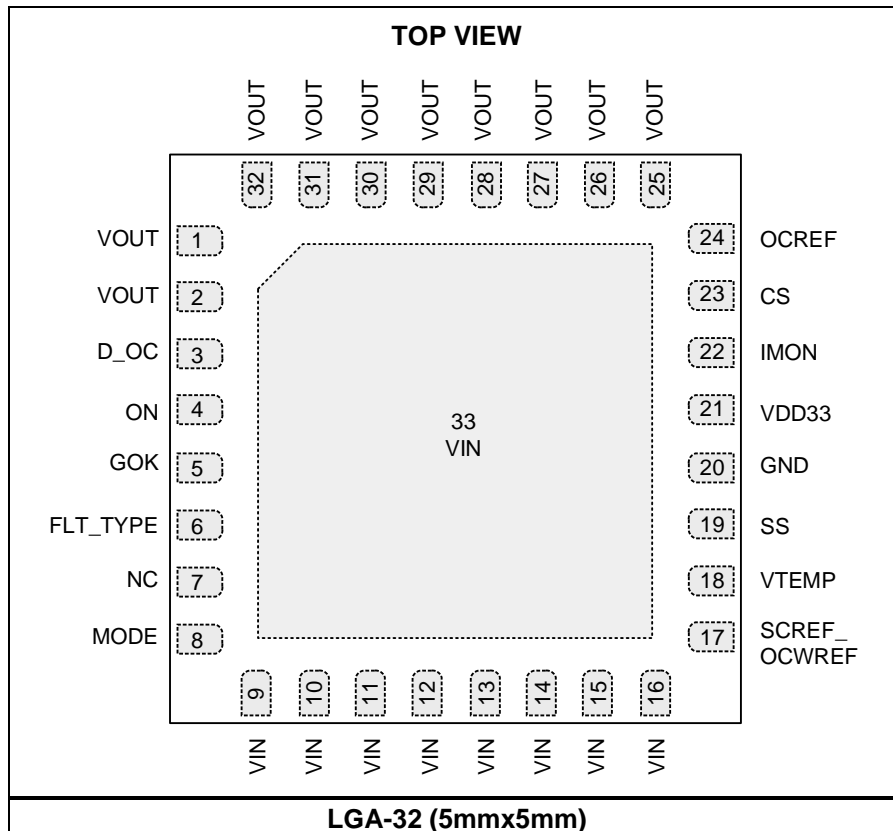 TOP VIEW
VOUT VOUT VOUT VOUT VOUT VOUT VOUT VOUT
32 31 30 29 28 27 26 25
VOUT 1
VOUT 2
D_OC 3
ON 4
GOK 5
FLT_TYPE 6
NC 7
MODE 8
33
VIN
24 OCREF
23 CS
22 IMON
21 VDD33
20 GND
19 SS
18 VTEMP
17 SCREF_
OCWREF
9 10 11 12 13 14 15 16
VIN VIN VIN VIN VIN VIN VIN VIN
LGA-32 (5mmx5mm)